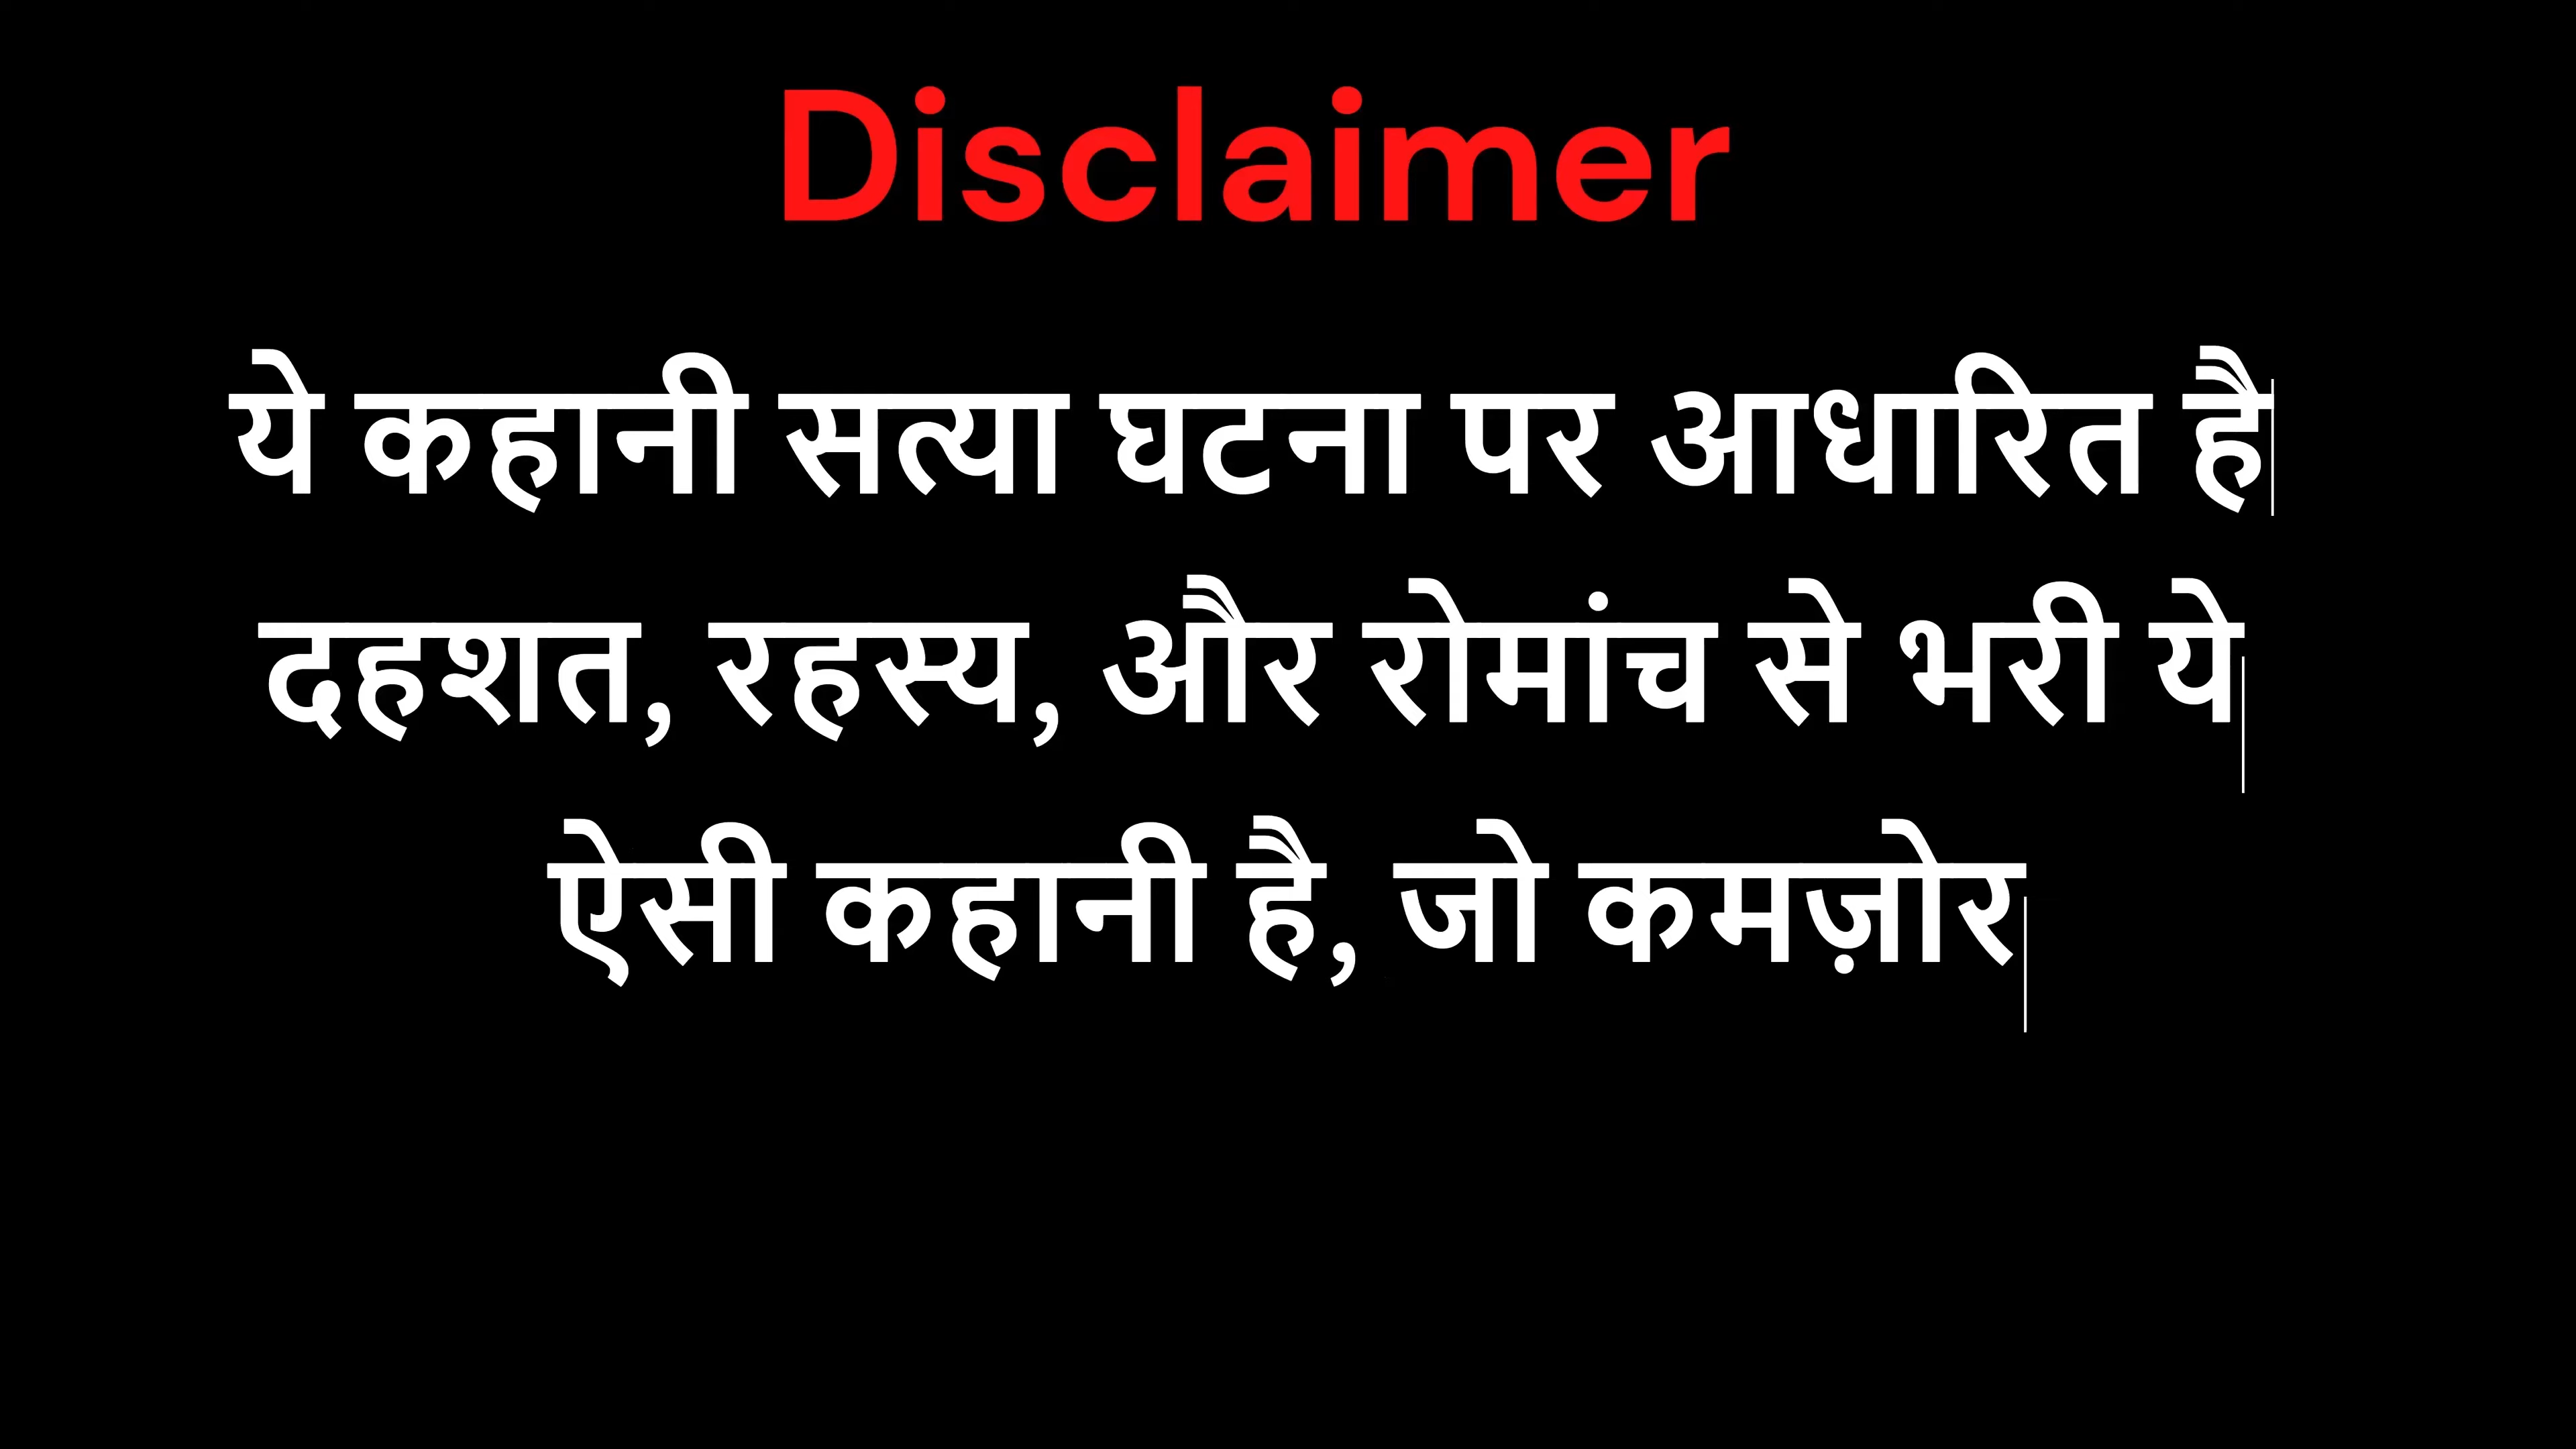 Disclaimer
ये कहानी सत्या घटना पर आधारित है
दहशत, रहस्य, और रोमांच से भरी ये
ऐसी कहानी है, जो कमज़ोर